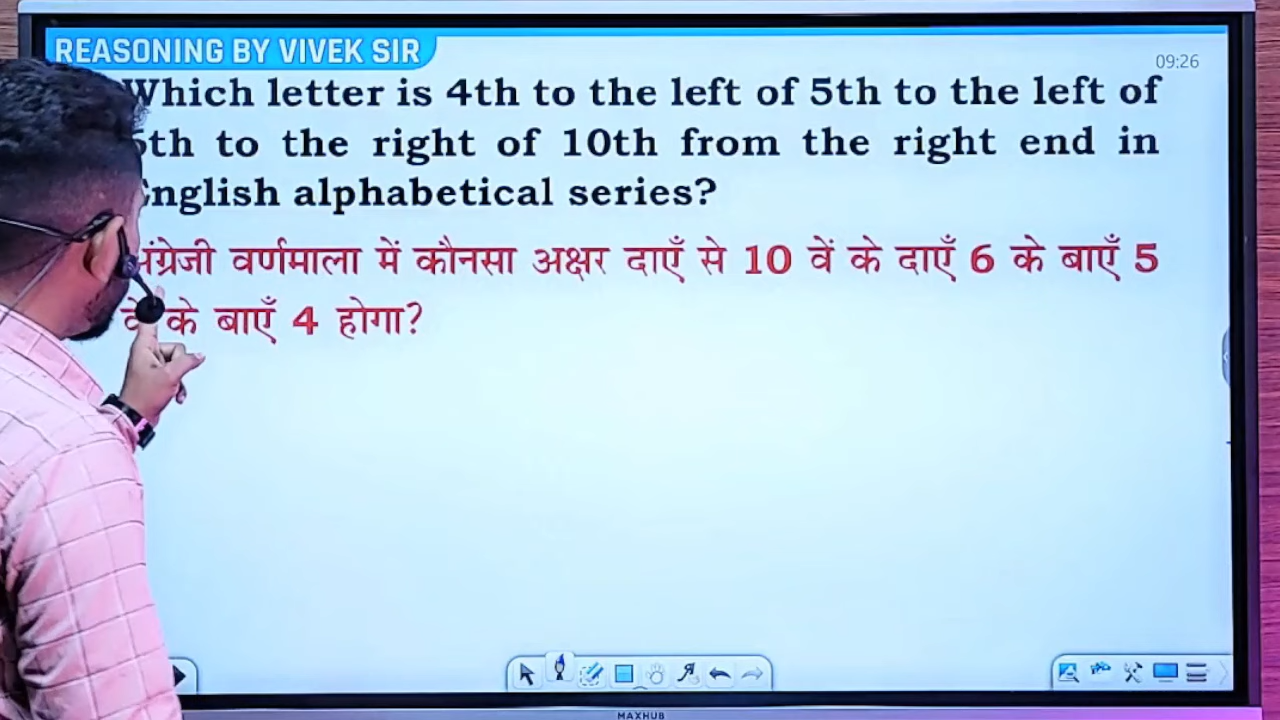 REASONING BY VIVEK SIR
09:26
Which letter is 4th to the left of 5th to the left of
to the right of 10th from the right end in
English alphabetical series?
अंग्रेजी वर्णमाला में कौनसा अक्षर दाएँ से 10 वें के दाएँ 6 के बाएँ 5
के बाएँ 4 होगा?
MAXHUB